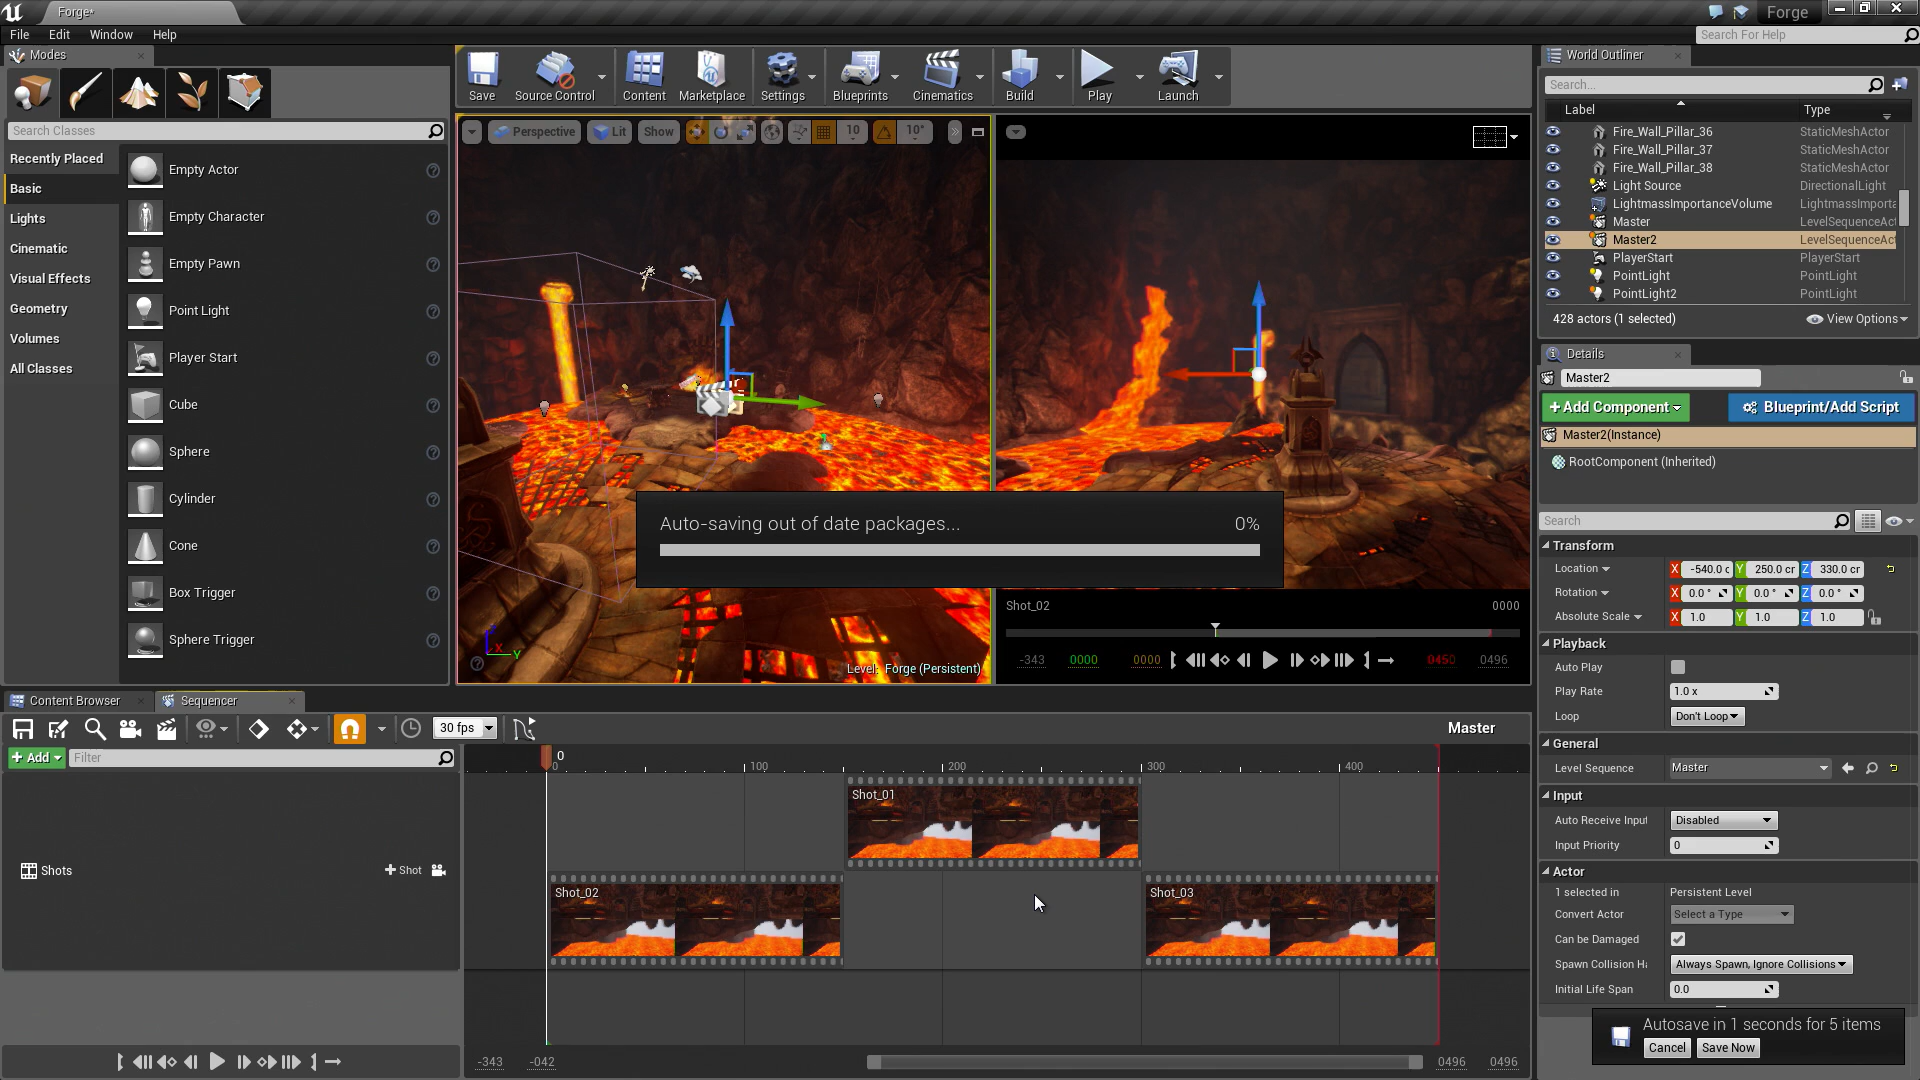 Forge*
Forge
File Edit Window Help
Search For Help
Modes
Search Classes
Recently Placed
Basic
Lights
Cinematic
Visual Effects
Geometry
Volumes
All Classes
Empty Actor
Empty Character
Empty Pawn
Point Light
Player Start
Cube
Sphere
Cylinder
Cone
Box Trigger
Sphere Trigger
Save Source Control Content Marketplace Settings Blueprints Cinematics Build Play Launch
Perspective Lit Show 10 10°
Level: Forge (Persistent)
X
Y
Auto-saving out of date packages... 0%
Shot_02 0000
-343 0000 0000 0450 0496
World Outliner
Search...
Label Type
Fire_Wall_Pillar_36 StaticMeshActor
Fire_Wall_Pillar_37 StaticMeshActor
Fire_Wall_Pillar_38 StaticMeshActor
Light Source DirectionalLight
LightmassImportanceVolume LightmassImporta
Master LevelSequenceAct
Master2 LevelSequenceAct
PlayerStart PlayerStart
PointLight PointLight
PointLight2 PointLight
428 actors (1 selected) View Options
Details
Master2
+Add Component Blueprint/Add Script
Master2(Instance)
RootComponent (Inherited)
Search
Transform
Location X -540.0 c Y 250.0 cr Z 330.0 cr
Rotation X 0.0 ° Y 0.0 ° Z 0.0 °
Absolute Scale X 1.0 Y 1.0 Z 1.0
Playback
Auto Play
Play Rate 1.0 x
Loop Don't Loop
General
Level Sequence Master
Input
Auto Receive Input Disabled
Input Priority 0
Actor
1 selected in Persistent Level
Convert Actor Select a Type
Can be Damaged
Spawn Collision Ha Always Spawn, Ignore Collisions
Initial Life Span 0.0
Autosave in 1 seconds for 5 items
Cancel Save Now
Content Browser Sequencer
30 fps Master
+ Add Filter
0
0 100 200 300 400
Shots + Shot
Shot_01
Shot_02 Shot_03
-343 -042 0496 0496